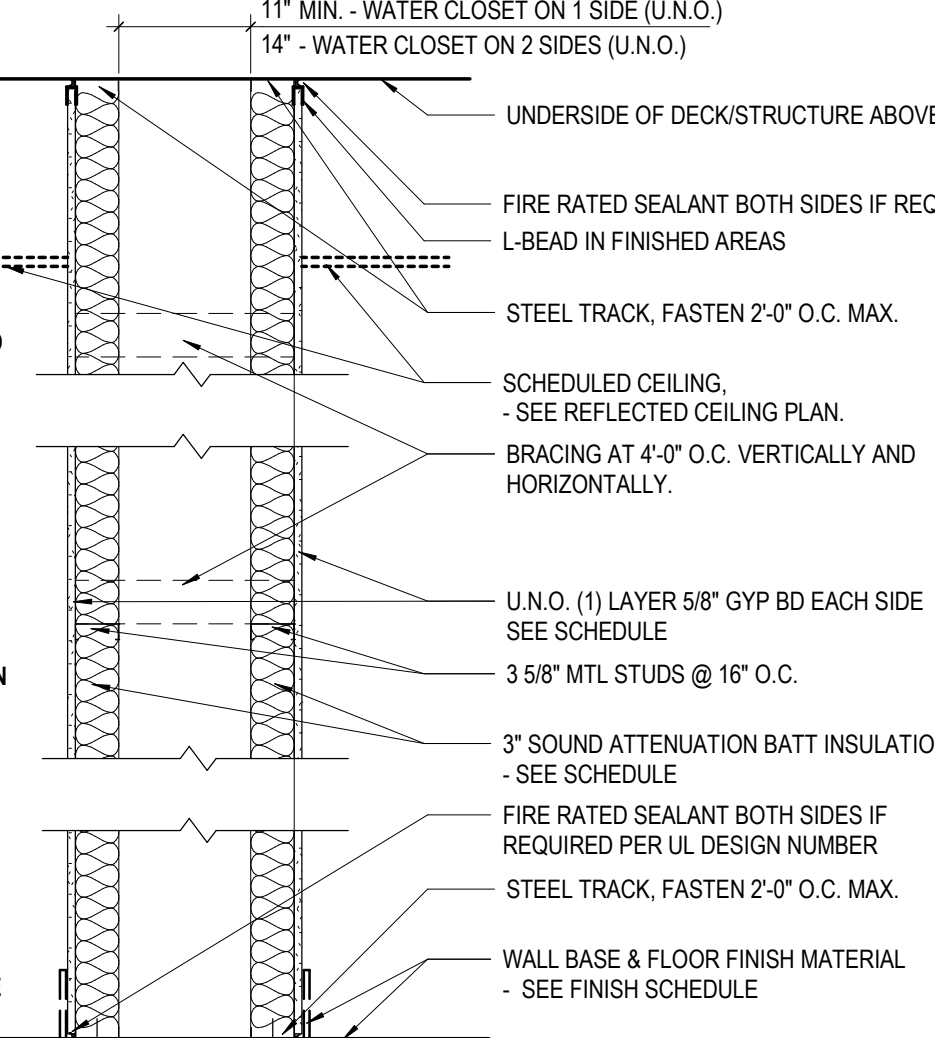 11" MIN. - WATER CLOSET ON 1 SIDE (U.N.O.)
14" - WATER CLOSET ON 2 SIDES (U.N.O.)
UNDERSIDE OF DECK/STRUCTURE ABOVE
FIRE RATED SEALANT BOTH SIDES IF REQ
L-BEAD IN FINISHED AREAS
STEEL TRACK, FASTEN 2'-0" O.C. MAX.
SCHEDULED CEILING,
- SEE REFLECTED CEILING PLAN.
BRACING AT 4'-0" O.C. VERTICALLY AND
HORIZONTALLY.
U.N.O. (1) LAYER 5/8" GYP BD EACH SIDE
SEE SCHEDULE
N
3 5/8" MTL STUDS @ 16" O.C.
3" SOUND ATTENUATION BATT INSULATIO
- SEE SCHEDULE
FIRE RATED SEALANT BOTH SIDES IF
REQUIRED PER UL DESIGN NUMBER
STEEL TRACK, FASTEN 2'-0" O.C. MAX.
WALL BASE & FLOOR FINISH MATERIAL
- SEE FINISH SCHEDULE